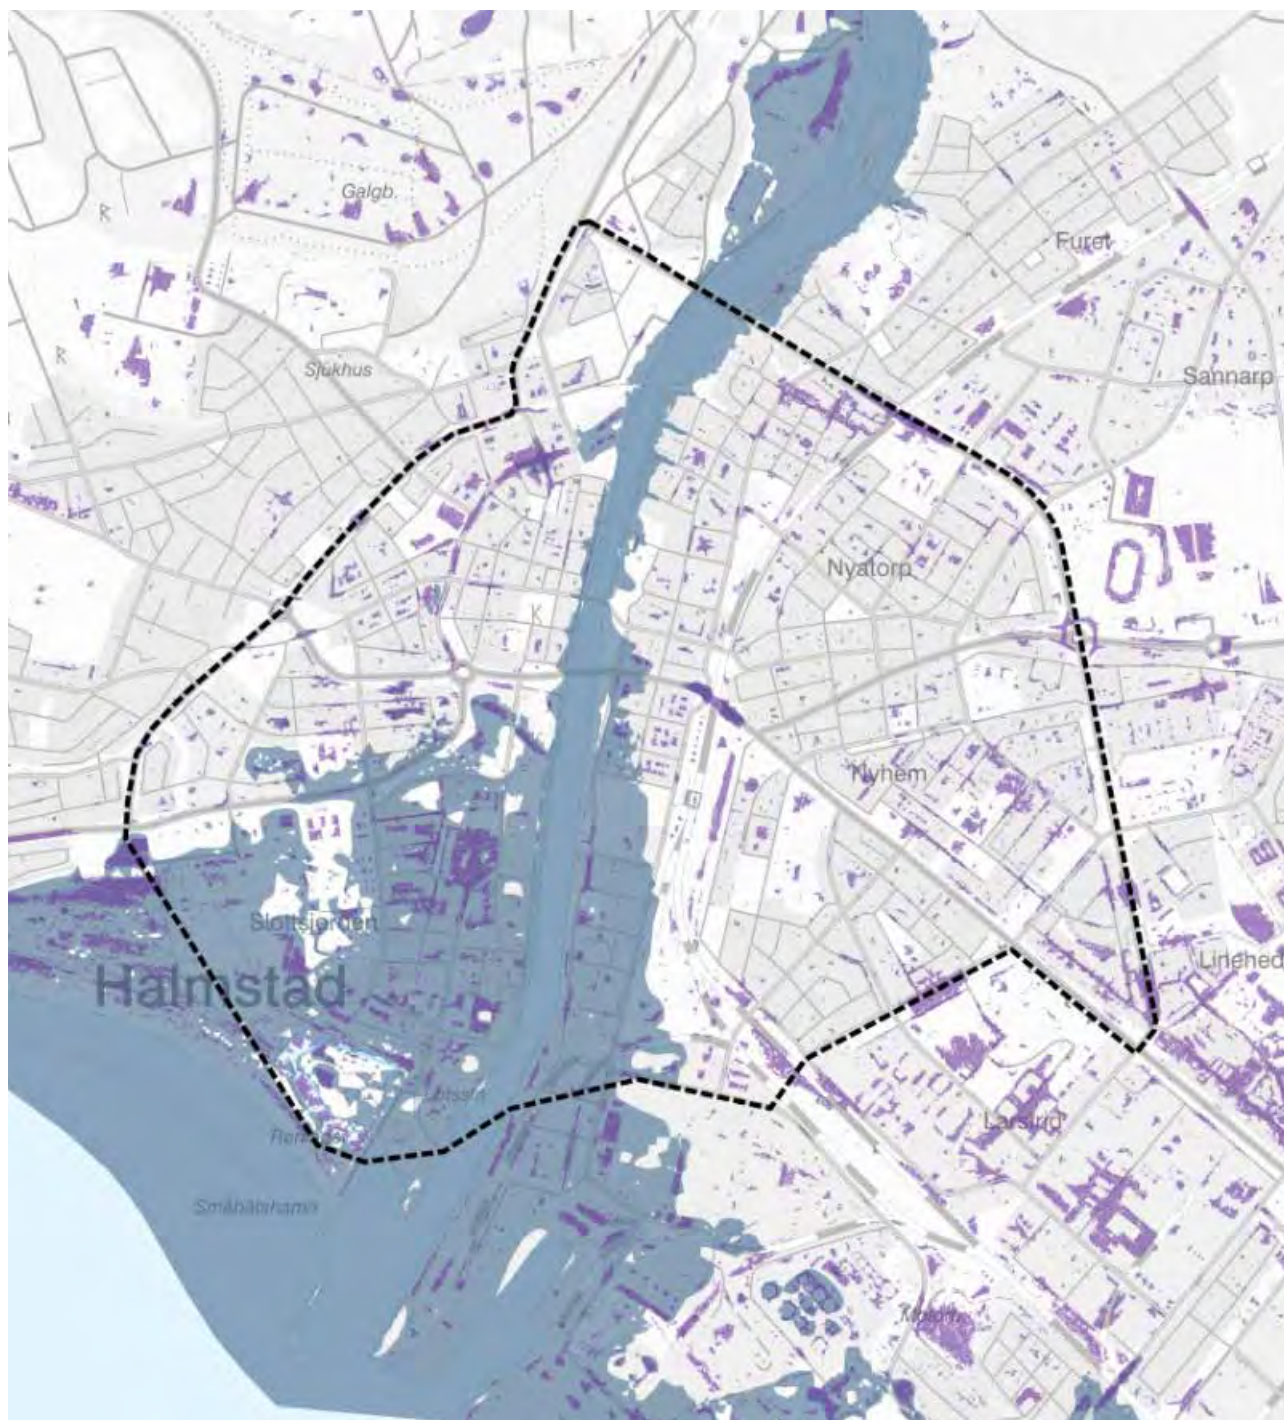 Galgb.
R
Furet
R
Sjukhus
Sannarp
Nyatorp
K
Nyhem
Slottsjorden
Linehed
Halmstad
Larsfrid
Småbåtshamn